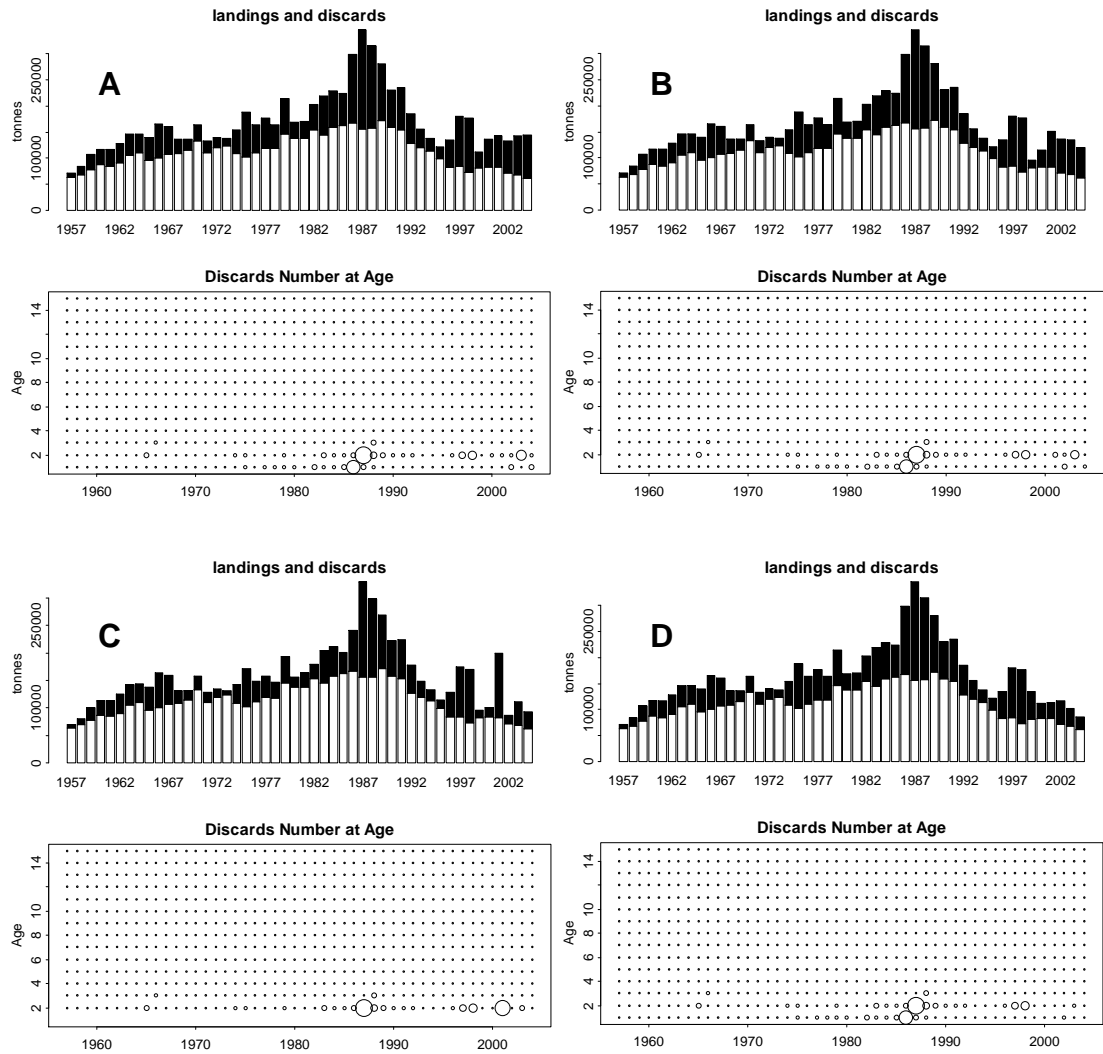 landings and discards
A
tonnes
0 100000 250000
1957 1962 1967 1972 1977 1982 1987 1992 1997 2002
Discards Number at Age
Age
2 4 6 8 10 14
1960 1970 1980 1990 2000
landings and discards
B
tonnes
0 100000 250000
1957 1962 1967 1972 1977 1982 1987 1992 1997 2002
Discards Number at Age
Age
2 4 6 8 10 14
1960 1970 1980 1990 2000
landings and discards
C
tonnes
0 100000 250000
1957 1962 1967 1972 1977 1982 1987 1992 1997 2002
Discards Number at Age
Age
2 4 6 8 10 14
1960 1970 1980 1990 2000
landings and discards
D
tonnes
0 100000 250000
1957 1962 1967 1972 1977 1982 1987 1992 1997 2002
Discards Number at Age
Age
2 4 6 8 10 14
1960 1970 1980 1990 2000